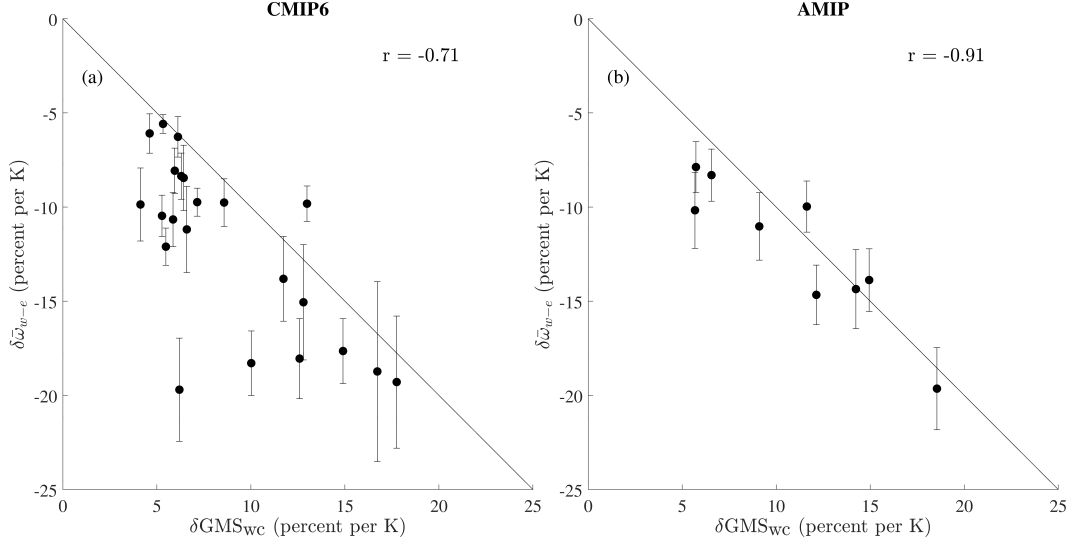 CMIP6
r = -0.71
(a)
0
-5
-10
-15
-20
-25
δω̄w−e (percent per K)
0 5 10 15 20 25
δGMSWC (percent per K)
AMIP
r = -0.91
(b)
0
-5
-10
-15
-20
-25
δω̄w−e (percent per K)
0 5 10 15 20 25
δGMSWC (percent per K)